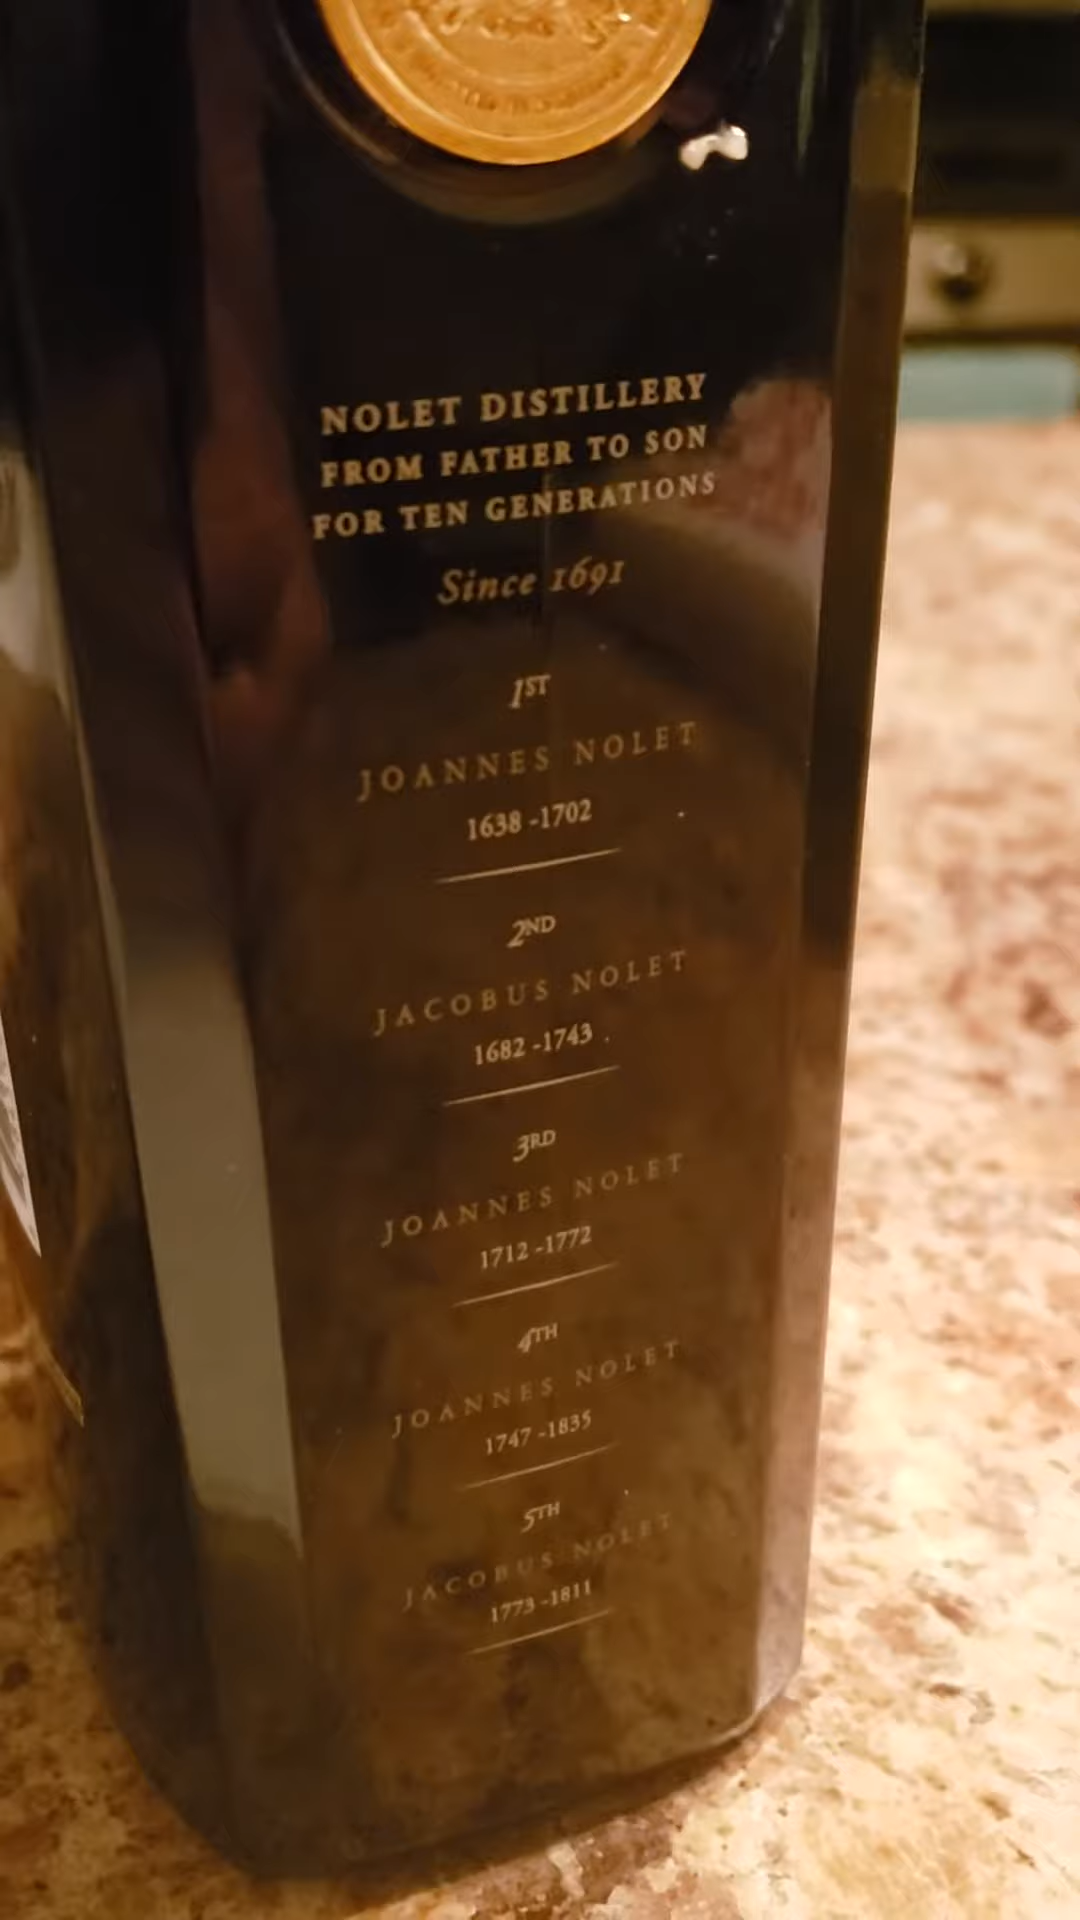 NOLET DISTILLERY
FROM FATHER TO SON
FOR TEN GENERATIONS
Since 1691
1ST
JOANNES NOLET
1638 -1702
2ND
JACOBUS NOLET
1682 -1743
3RD
JOANNES NOLET
1712 -1772
4TH
JOANNES NOLET
1747 -1835
5TH
JACOBUS NOLET
1773 -1811